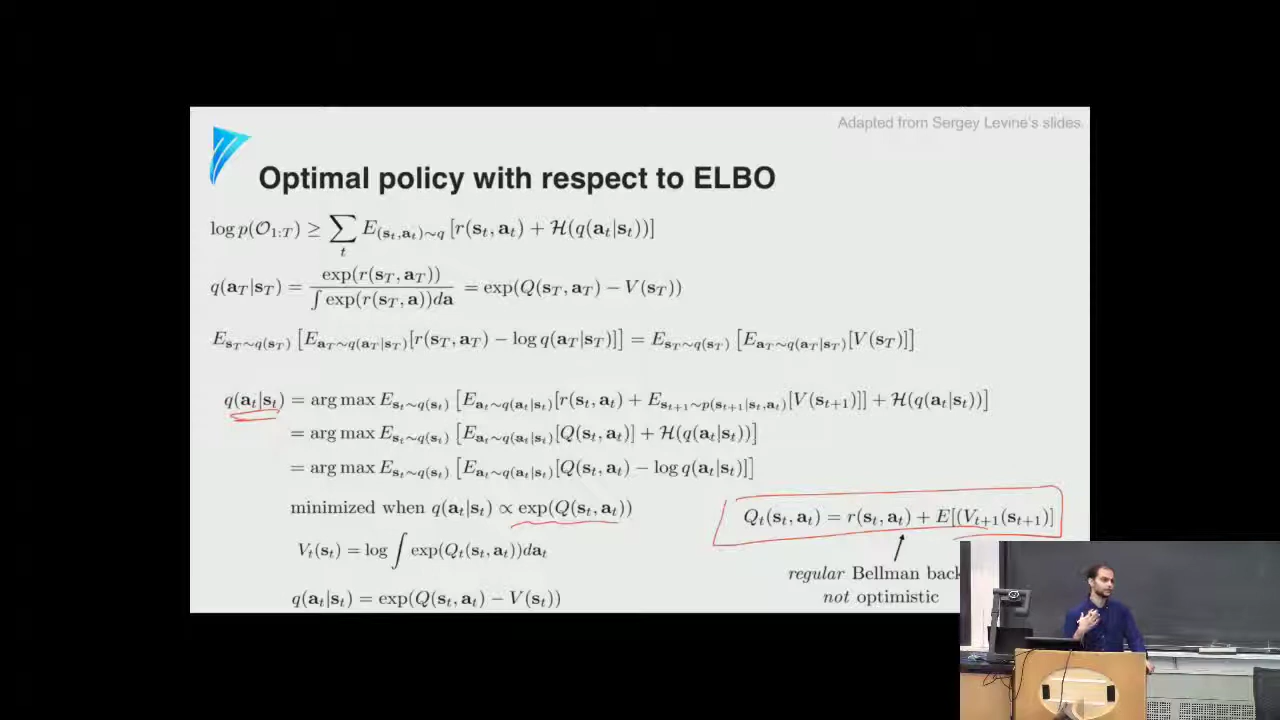 Adapted from Sergey Levine's slides
Optimal policy with respect to ELBO
log p(𝒪₁:T) ≥ ∑_t E_{(s_t,a_t)∼q} [r(s_t, a_t) + ℋ(q(a_t|s_t))]
q(a_T|s_T) = exp(r(s_T, a_T)) / ∫ exp(r(s_T, a))da = exp(Q(s_T, a_T) − V(s_T))
E_{s_T∼q(s_T)} [E_{a_T∼q(a_T|s_T)}[r(s_T, a_T) − log q(a_T|s_T)]] = E_{s_T∼q(s_T)} [E_{a_T∼q(a_T|s_T)}[V(s_T)]]
q(a_t|s_t) = arg max E_{s_t∼q(s_t)} [E_{a_t∼q(a_t|s_t)}[r(s_t, a_t) + E_{s_{t+1}∼p(s_{t+1}|s_t,a_t)}[V(s_{t+1})]] + ℋ(q(a_t|s_t))]
= arg max E_{s_t∼q(s_t)} [E_{a_t∼q(a_t|s_t)}[Q(s_t, a_t)] + ℋ(q(a_t|s_t))]
= arg max E_{s_t∼q(s_t)} [E_{a_t∼q(a_t|s_t)}[Q(s_t, a_t) − log q(a_t|s_t)]]
minimized when q(a_t|s_t) ∝ exp(Q(s_t, a_t))
Q_t(s_t, a_t) = r(s_t, a_t) + E[(V_{t+1}(s_{t+1})]
V_t(s_t) = log ∫ exp(Q_t(s_t, a_t))da_t
regular Bellman back
not optimistic
q(a_t|s_t) = exp(Q(s_t, a_t) − V(s_t))